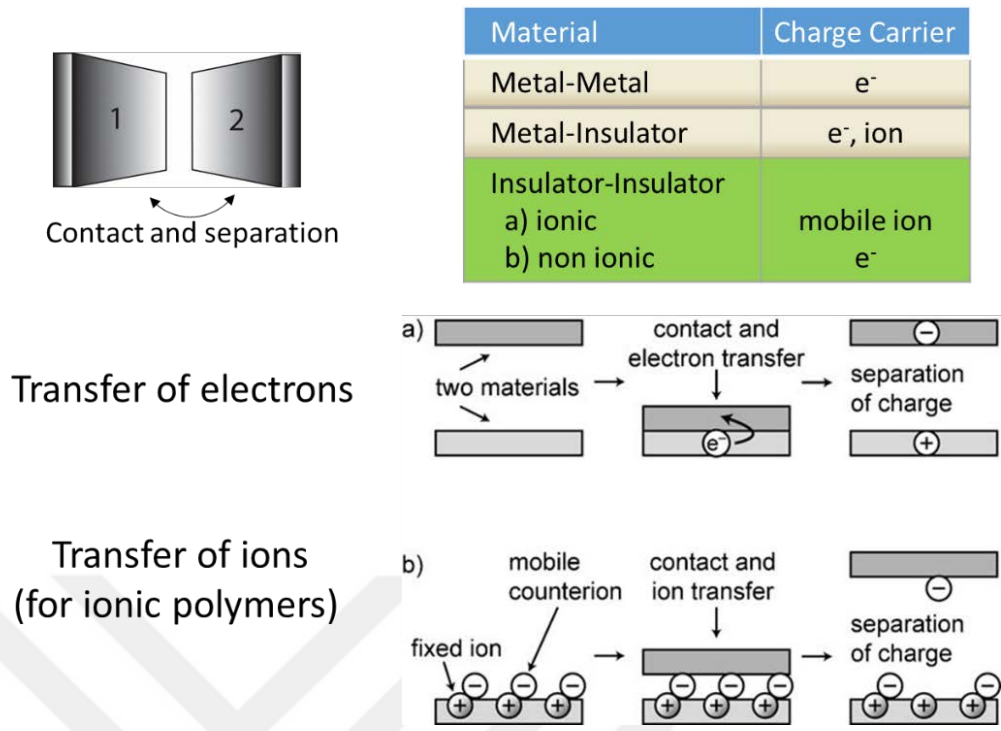 1 2
Contact and separation
Material Charge Carrier
Metal-Metal e⁻
Metal-Insulator e⁻, ion
Insulator-Insulator
a) ionic mobile ion
b) non ionic e⁻
Transfer of electrons
a)
two materials
contact and
electron transfer
e⁻
separation
of charge
−
+
Transfer of ions
(for ionic polymers)
b)
mobile
counterion
fixed ion
− − −
+ + +
contact and
ion transfer
− − −
+ + +
separation
of charge
−
− −
+ + +